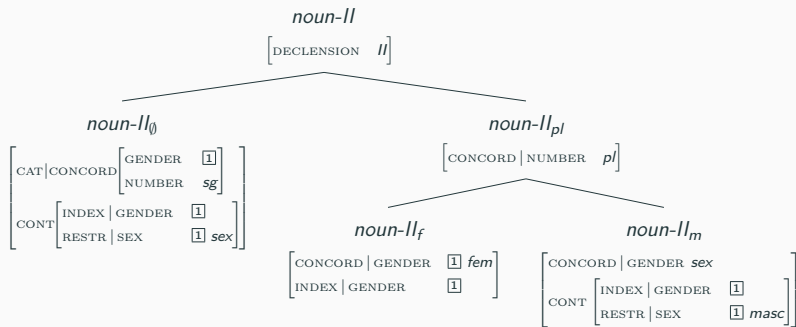 noun-II
[DECLENSION II]
noun-II∅
noun-IIpl
CAT|CONCORD [GENDER 1
NUMBER sg]
CONT [INDEX | GENDER 1
RESTR | SEX 1 sex]
[CONCORD | NUMBER pl]
noun-IIf
noun-IIm
CONCORD | GENDER 1 fem
INDEX | GENDER 1
CONCORD | GENDER sex
CONT [INDEX | GENDER 1
RESTR | SEX 1 masc]